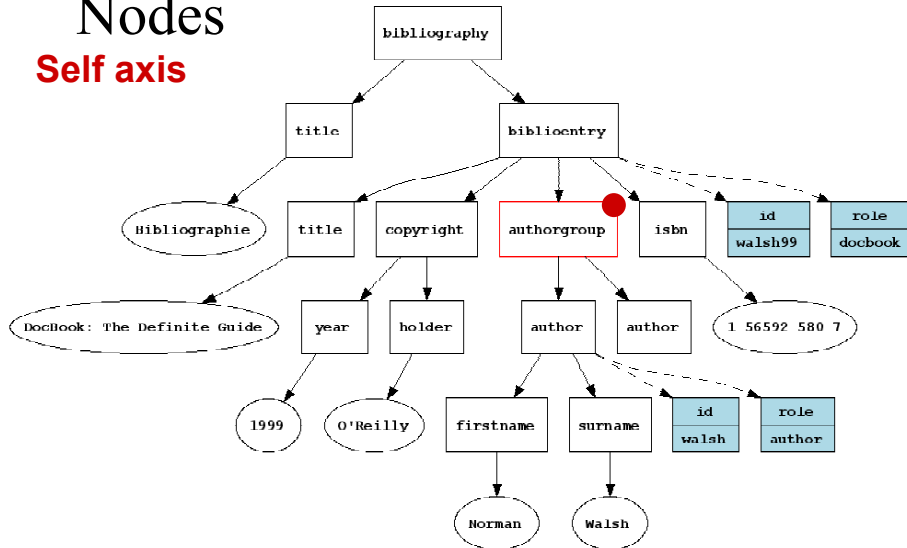 Nodes
Self axis
bibliography
title
biblioentry
Bibliographie
title
copyright
authorgroup
isbn
id
walsh99
role
docbook
DocBook: The Definite Guide
year
holder
author
author
1 56592 580 7
1999
O'Reilly
firstname
surname
id
walsh
role
author
Norman
Walsh